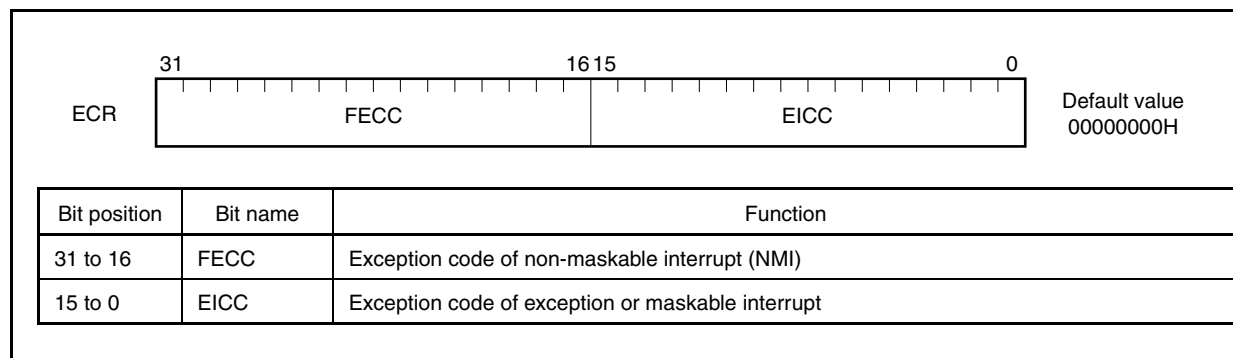 31 16 15 0
ECR FECC EICC Default value
00000000H
Bit position Bit name Function
31 to 16 FECC Exception code of non-maskable interrupt (NMI)
15 to 0 EICC Exception code of exception or maskable interrupt